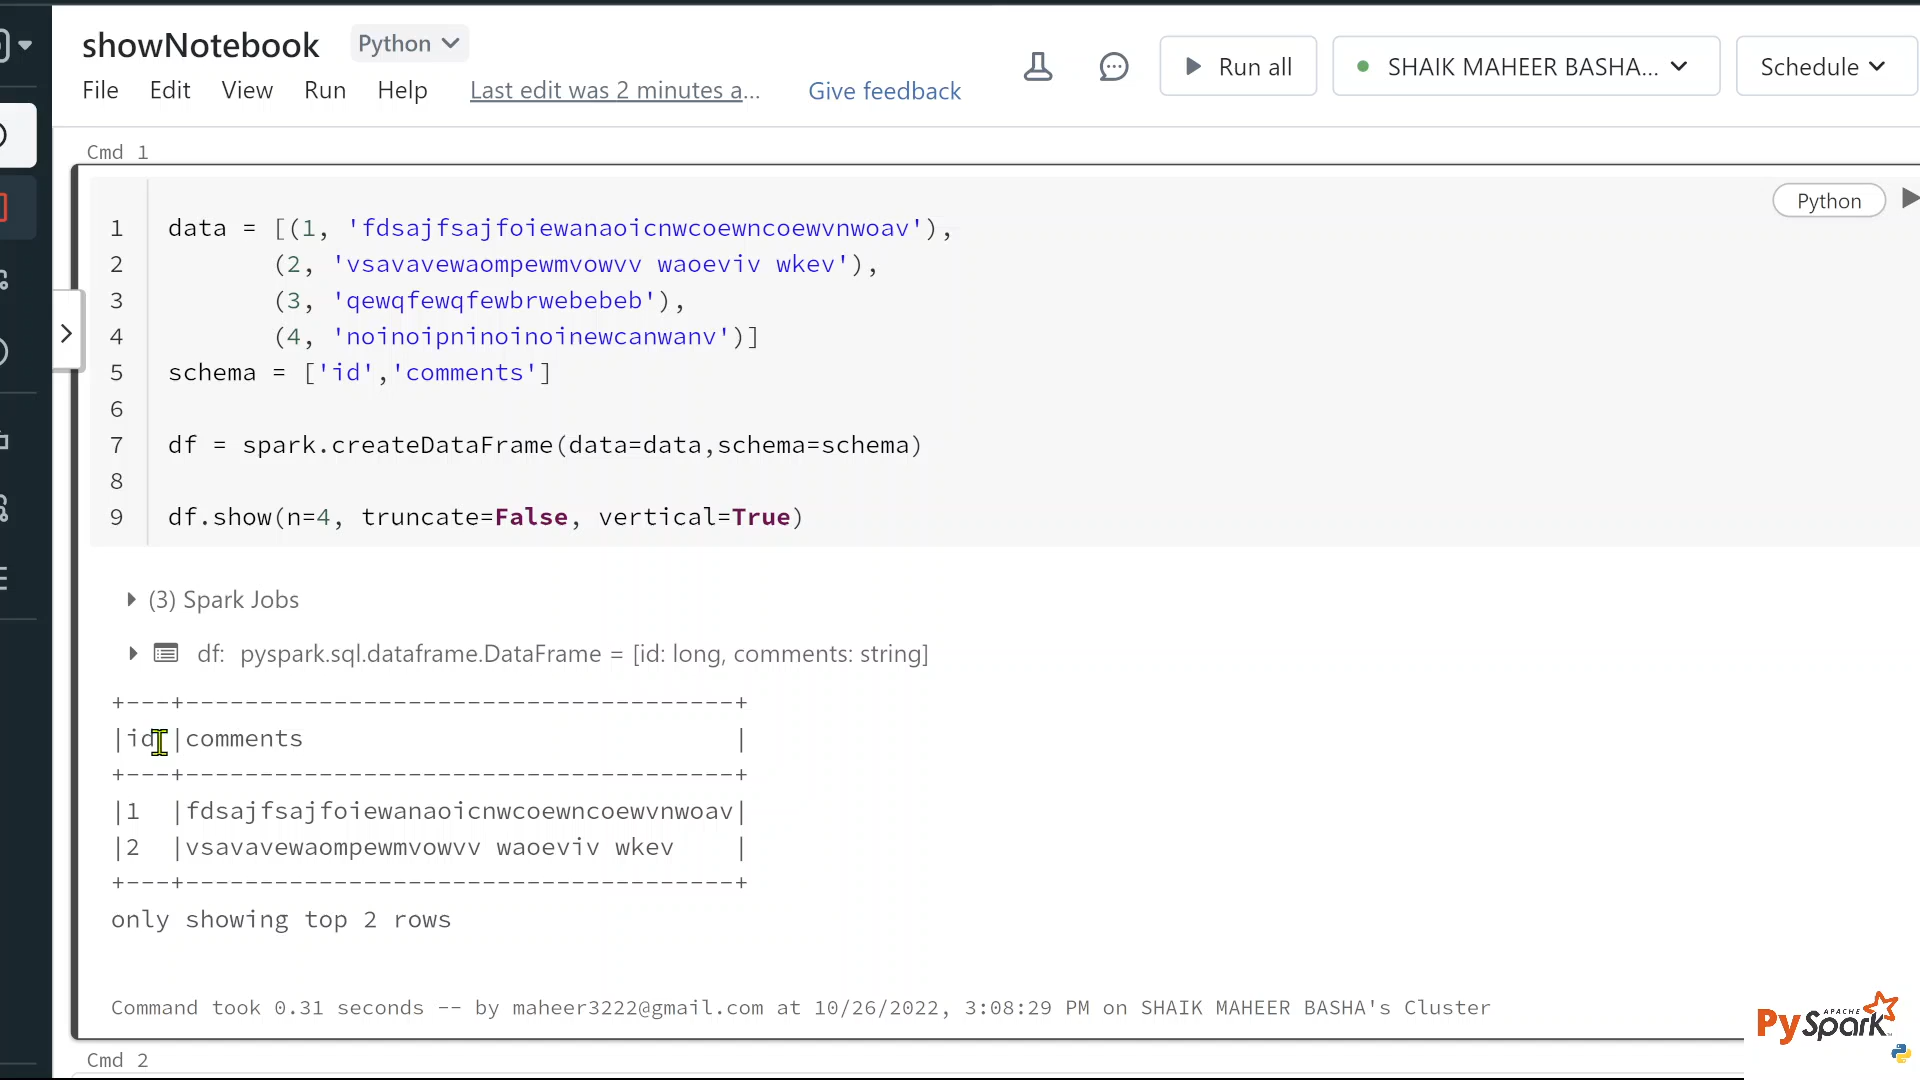 showNotebook Python
File Edit View Run Help Last edit was 2 minutes a... Give feedback
Run all SHAIK MAHEER BASHA... Schedule
Cmd 1
Python
1 data = [(1, 'fdsajfsajfoiewanaoicnwcoewncoewvnwoav'),
2 (2, 'vsavavewaompewmvowvv waoeviv wkev'),
3 (3, 'qewqfewqfewbrwebebeb'),
4 (4, 'noinoipninoinoinewcanwanv')]
5 schema = ['id','comments']
6
7 df = spark.createDataFrame(data=data,schema=schema)
8
9 df.show(n=4, truncate=False, vertical=True)
(3) Spark Jobs
df: pyspark.sql.dataframe.DataFrame = [id: long, comments: string]
+---+-------------------------------------+
|id |comments                             |
+---+-------------------------------------+
|1  |fdsajfsajfoiewanaoicnwcoewncoewvnwoav|
|2  |vsavavewaompewmvowvv waoeviv wkev    |
+---+-------------------------------------+
only showing top 2 rows
Command took 0.31 seconds -- by maheer3222@gmail.com at 10/26/2022, 3:08:29 PM on SHAIK MAHEER BASHA's Cluster
APACHE
PySpark
Cmd 2